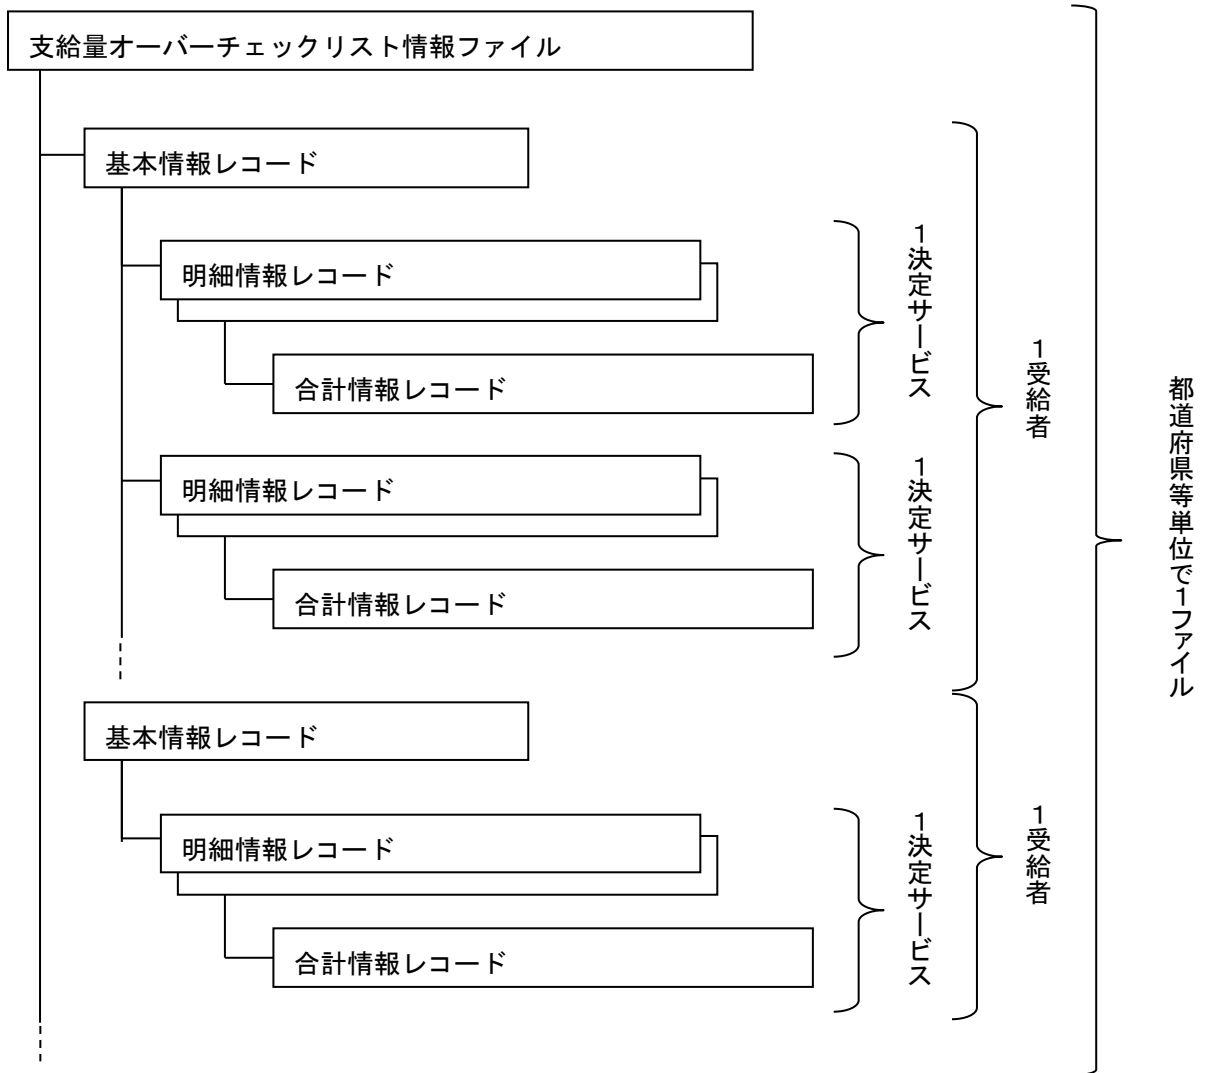 支給量オーバーチェックリスト情報ファイル
基本情報レコード
明細情報レコード
合計情報レコード
1決定サービス
明細情報レコード
合計情報レコード
1決定サービス
1受給者
基本情報レコード
明細情報レコード
合計情報レコード
1決定サービス
1受給者
都道府県等単位で1ファイル